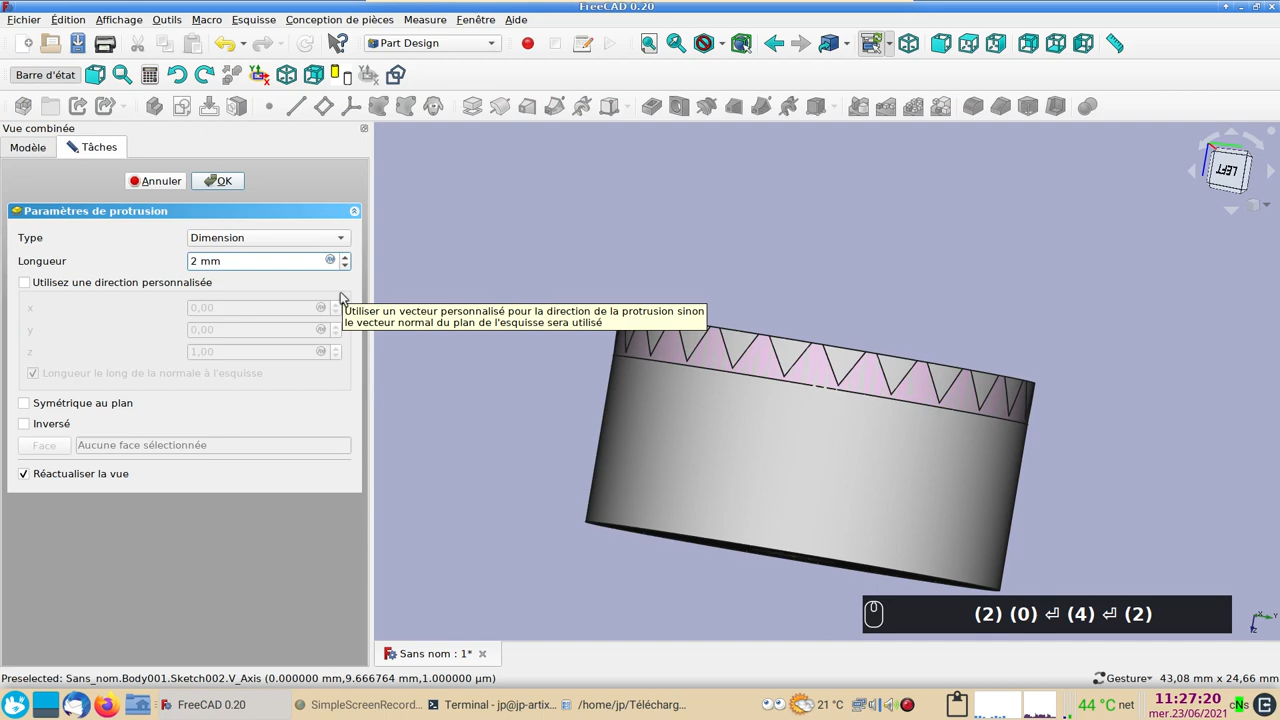 FreeCAD 0.20
Fichier Édition Affichage Outils Macro Esquisse Conception de pièces Measure Fenêtre Aide
Part Design
Barre d'état
Vue combinée
Modèle Tâches
Annuler OK
Paramètres de protrusion
Type Dimension
Longueur 2 mm
Utilisez une direction personnalisée
x 0,00
y 0,00
z 1,00
Longueur le long de la normale à l'esquisse
Symétrique au plan
Inversé
Face Aucune face sélectionnée
Réactualiser la vue
Utiliser un vecteur personnalisé pour la direction de la protrusion sinon
le vecteur normal du plan de l'esquisse sera utilisé
LEFT
(2) (0) ⏎ (4) ⏎ (2)
Sans nom : 1*
Preselected: Sans_nom.Body001.Sketch002.V_Axis (0.000000 mm,9.666764 mm,1.000000 µm)
Gesture 43,08 mm x 24,66 mm
FreeCAD 0.20
SimpleScreenRecord...
Terminal - jp@jp-artix...
/home/jp/Télécharg...
21 °C
44 °C net
11:27:20
mer.23/06/2021